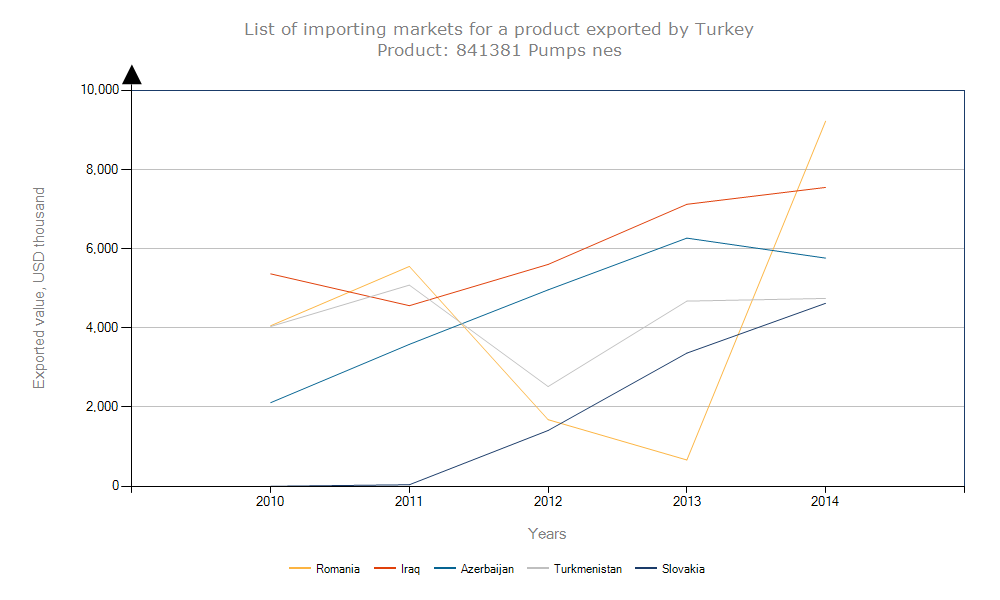 List of importing markets for a product exported by Turkey
Product: 841381 Pumps nes
10,000
8,000
6,000
4,000
2,000
0
Exported value, USD thousand
2010 2011 2012 2013 2014
Years
Romania Iraq Azerbaijan Turkmenistan Slovakia